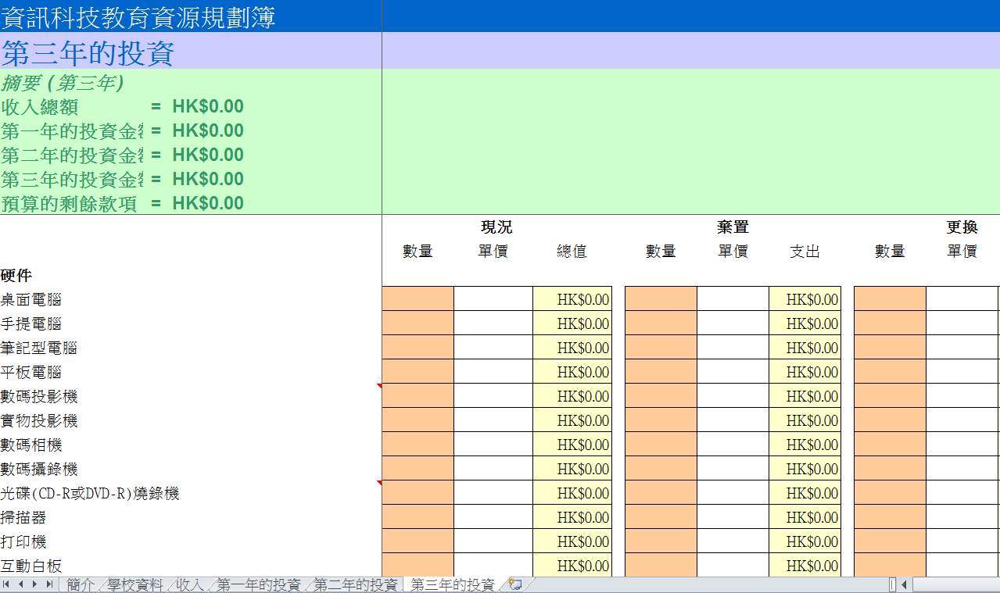 資訊科技教育資源規劃簿
第三年的投資
摘要 (第三年)
收入總額 = HK$0.00
第一年的投資金 = HK$0.00
第二年的投資金 = HK$0.00
第三年的投資金 = HK$0.00
預算的剩餘款項 = HK$0.00
現況 棄置 更換
數量 單價 總值 數量 單價 支出 數量 單價
硬件
桌面電腦 HK$0.00 HK$0.00
手提電腦 HK$0.00 HK$0.00
筆記型電腦 HK$0.00 HK$0.00
平板電腦 HK$0.00 HK$0.00
數碼投影機 HK$0.00 HK$0.00
實物投影機 HK$0.00 HK$0.00
數碼相機 HK$0.00 HK$0.00
數碼攝錄機 HK$0.00 HK$0.00
光碟(CD-R或DVD-R)燒錄機 HK$0.00 HK$0.00
掃描器 HK$0.00 HK$0.00
打印機 HK$0.00 HK$0.00
互動白板 HK$0.00 HK$0.00
簡介 學校資料 收入 第一年的投資 第二年的投資 第三年的投資